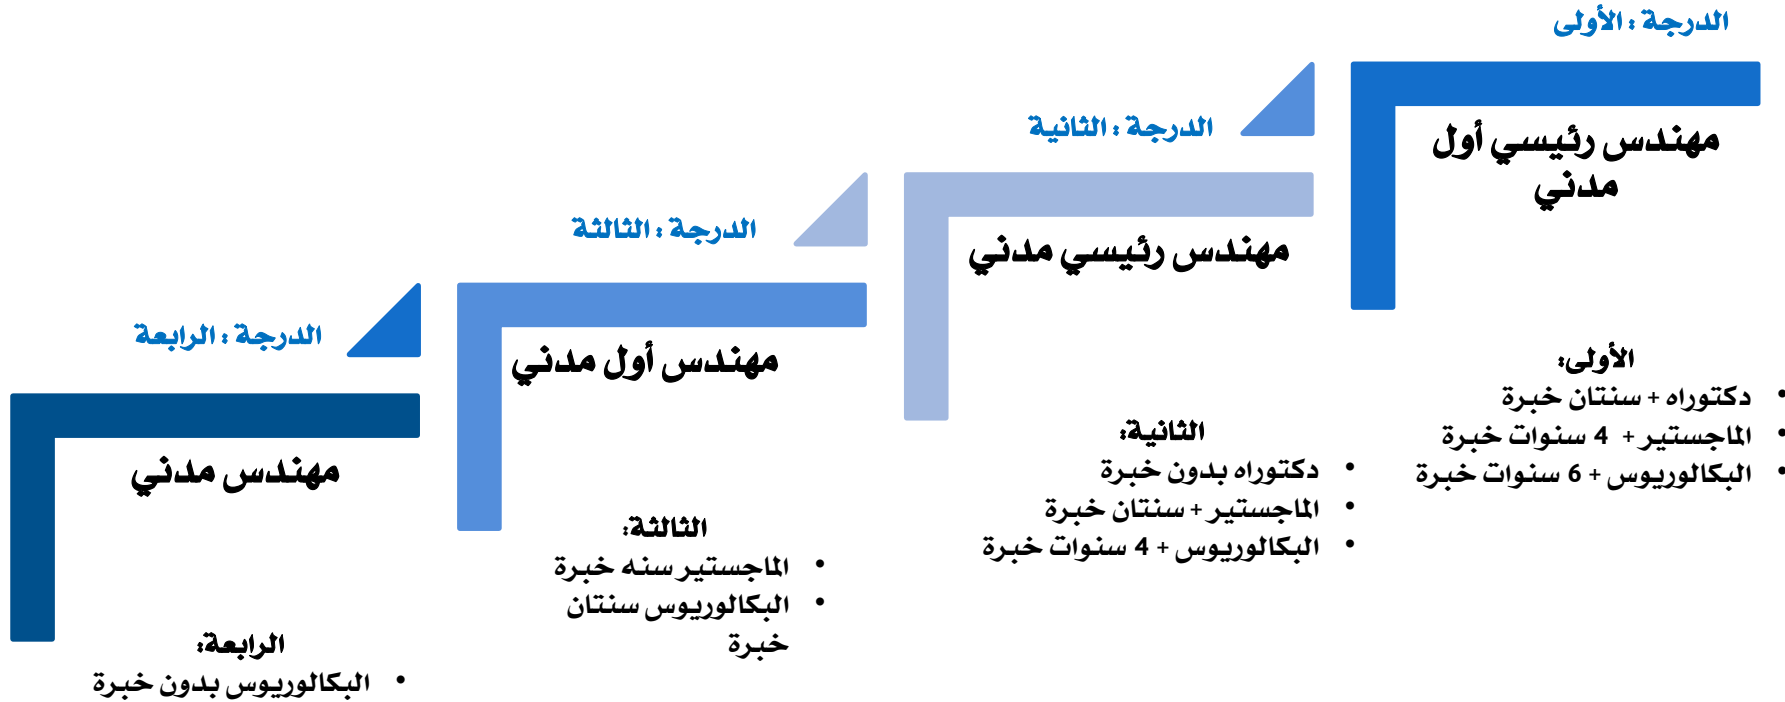 الدرجة : الأولى
مهندس رئيسي أول
مدني
الأولى:
• دكتوراه + سنتان خبرة
• الماجستير + 4 سنوات خبرة
• البكالوريوس + 6 سنوات خبرة
الدرجة : الثانية
مهندس رئيسي مدني
الثانية:
• دكتوراه بدون خبرة
• الماجستير + سنتان خبرة
• البكالوريوس + 4 سنوات خبرة
الدرجة : الثالثة
مهندس أول مدني
الثالثة:
• الماجستير سنه خبرة
• البكالوريوس سنتان
خبرة
الدرجة : الرابعة
مهندس مدني
الرابعة:
• البكالوريوس بدون خبرة